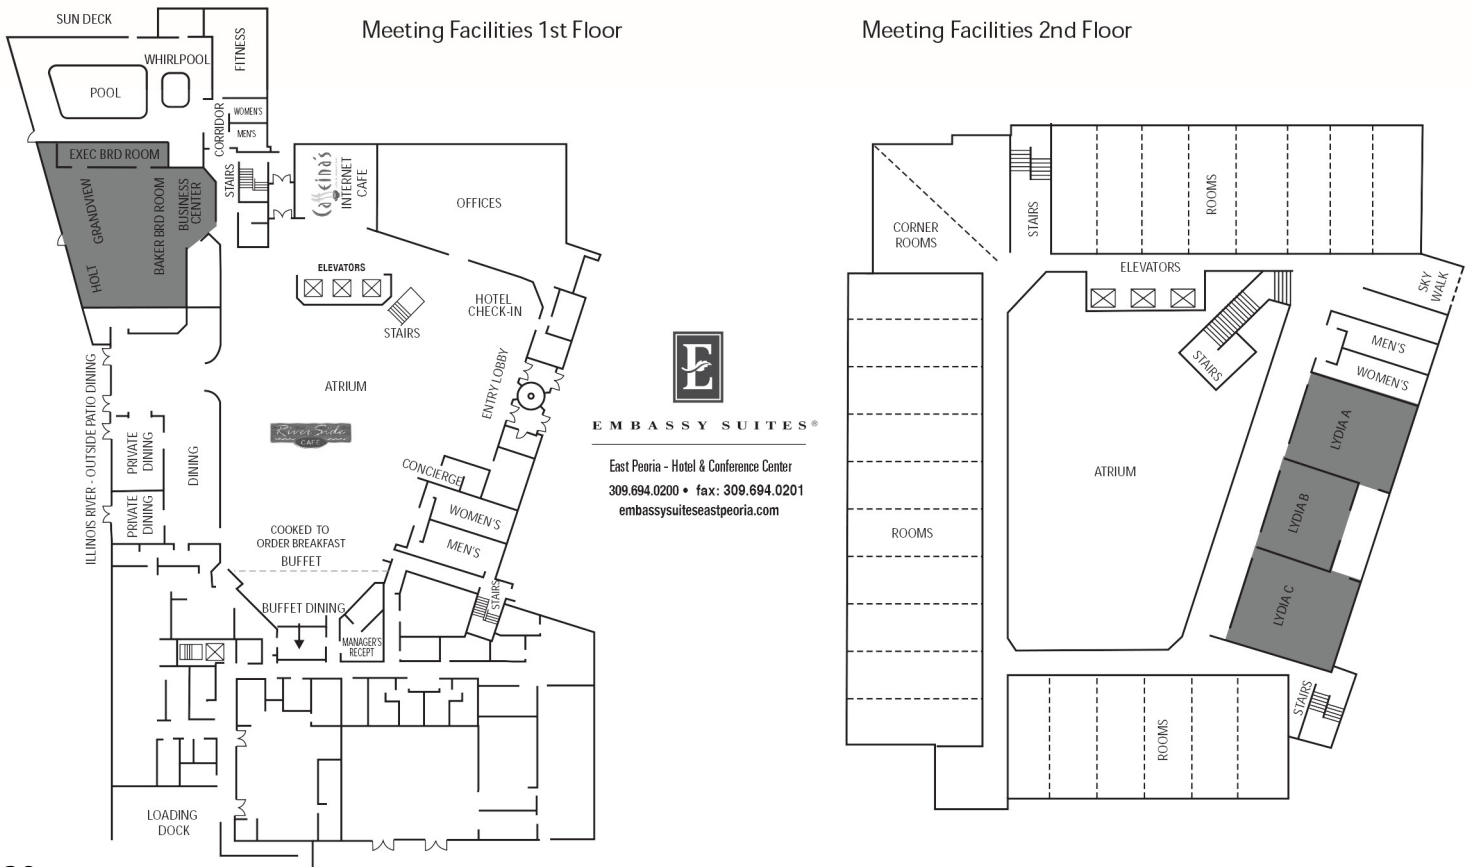 Meeting Facilities 1st Floor
SUN DECK
WHIRLPOOL
POOL
FITNESS
CORRIDOR
WOMEN'S
MEN'S
EXEC BRD ROOM
STAIRS
GRANDVIEW
HOLT
BAKER BRD ROOM
BUSINESS
CENTER
Caffeina's
INTERNET
CAFE
OFFICES
ELEVATORS
STAIRS
HOTEL
CHECK-IN
ENTRY LOBBY
ATRIUM
River Side
CAFE
ILLINOIS RIVER - OUTSIDE PATIO DINING
PRIVATE
DINING
PRIVATE
DINING
DINING
CONCIERGE
WOMEN'S
MEN'S
COOKED TO
ORDER BREAKFAST
BUFFET
BUFFET DINING
MANAGER'S
RECEPT
STAIRS
LOADING
DOCK
E
EMBASSY SUITES®
East Peoria - Hotel & Conference Center
309.694.0200 • fax: 309.694.0201
embassysuiteseastpeoria.com
Meeting Facilities 2nd Floor
CORNER
ROOMS
STAIRS
ROOMS
ELEVATORS
SKY
WALK
STAIRS
MEN'S
WOMEN'S
LYDIA A
ATRIUM
LYDIA B
ROOMS
LYDIA C
STAIRS
ROOMS